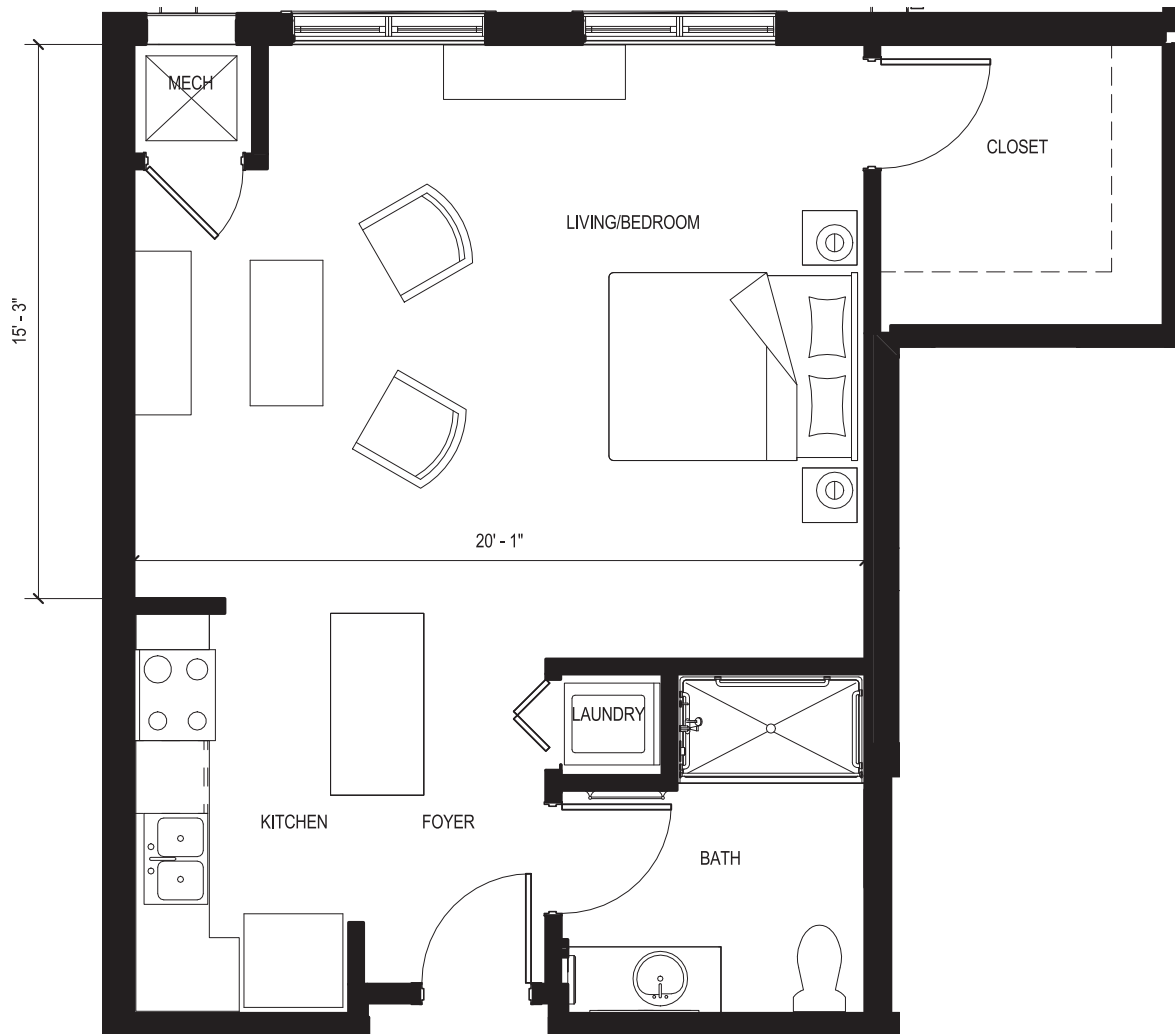 MECH
CLOSET
LIVING/BEDROOM
15' - 3"
20' - 1"
LAUNDRY
KITCHEN
FOYER
BATH